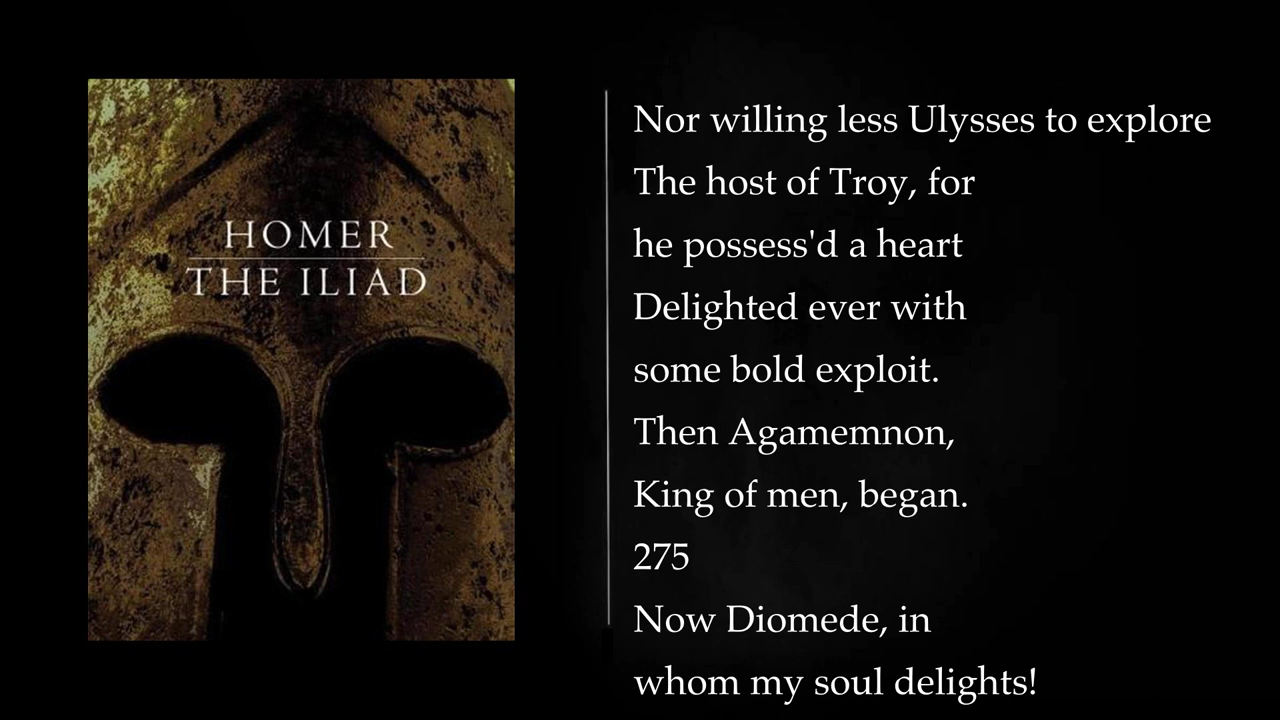 HOMER
THE ILIAD
Nor willing less Ulysses to explore
The host of Troy, for
he possess'd a heart
Delighted ever with
some bold exploit.
Then Agamemnon,
King of men, began.
275
Now Diomede, in
whom my soul delights!